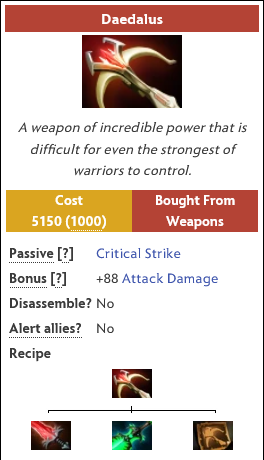 Daedalus
A weapon of incredible power that is
difficult for even the strongest of
warriors to control.
Cost
5150 (1000)
Bought From
Weapons
Passive [?] Critical Strike
Bonus [?] +88 Attack Damage
Disassemble? No
Alert allies? No
Recipe